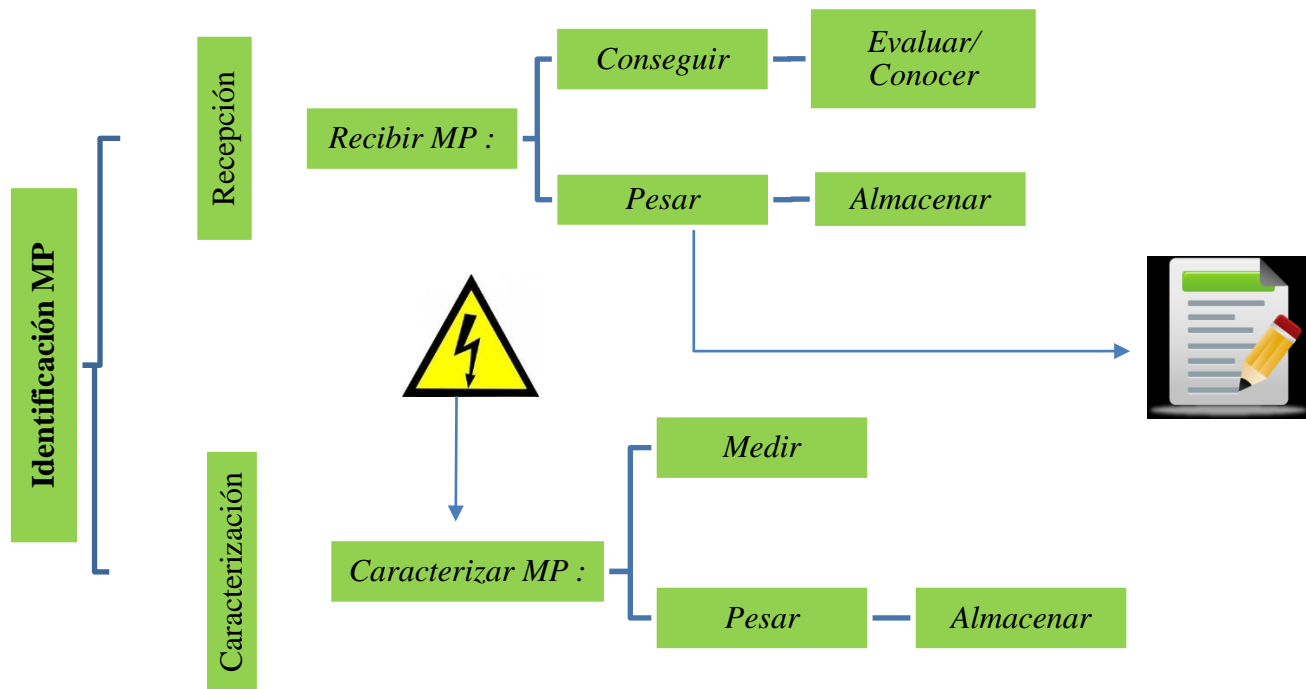 Identificación MP
Recepción
Recibir MP :
Conseguir
Evaluar/
Conocer
Pesar
Almacenar
Caracterización
Caracterizar MP :
Medir
Pesar
Almacenar